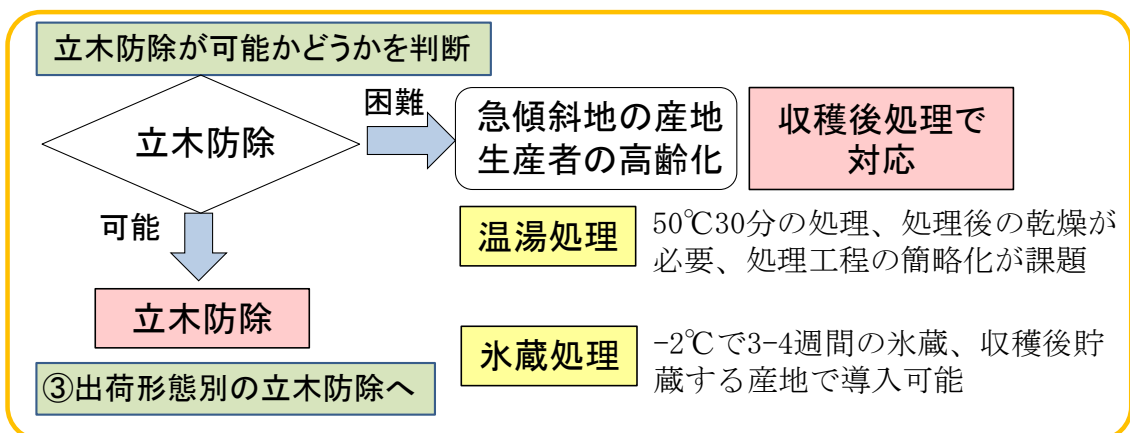 立木防除が可能かどうかを判断
立木防除
困難
急傾斜地の産地
生産者の高齢化
収穫後処理で
対応
可能
立木防除
③出荷形態別の立木防除へ
温湯処理
50℃30分の処理、処理後の乾燥が
必要、処理工程の簡略化が課題
氷蔵処理
-2℃で3-4週間の氷蔵、収穫後貯
蔵する産地で導入可能